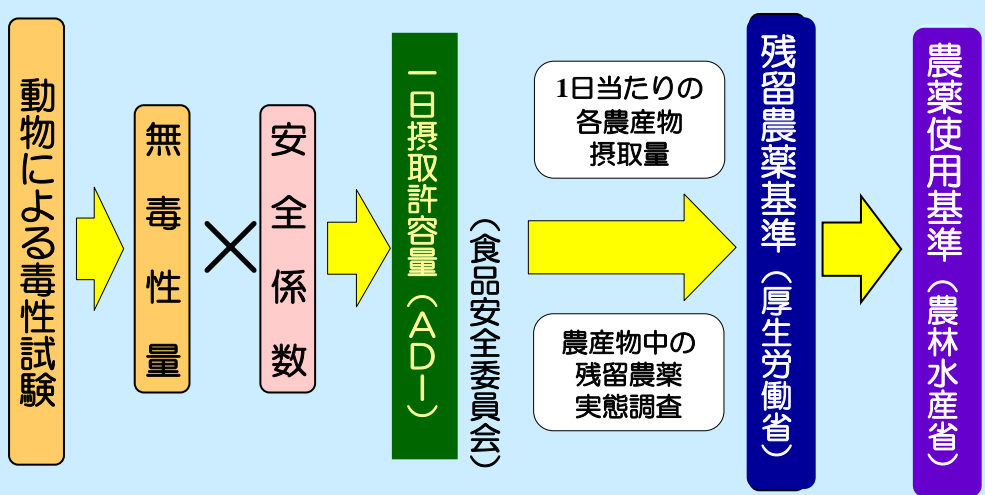 動物による毒性試験
無毒性量
×
安全係数
一日摂取許容量(ADI)
(食品安全委員会)
1日当たりの
各農産物
摂取量
農産物中の
残留農薬
実態調査
残留農薬基準(厚生労働省)
農薬使用基準(農林水産省)